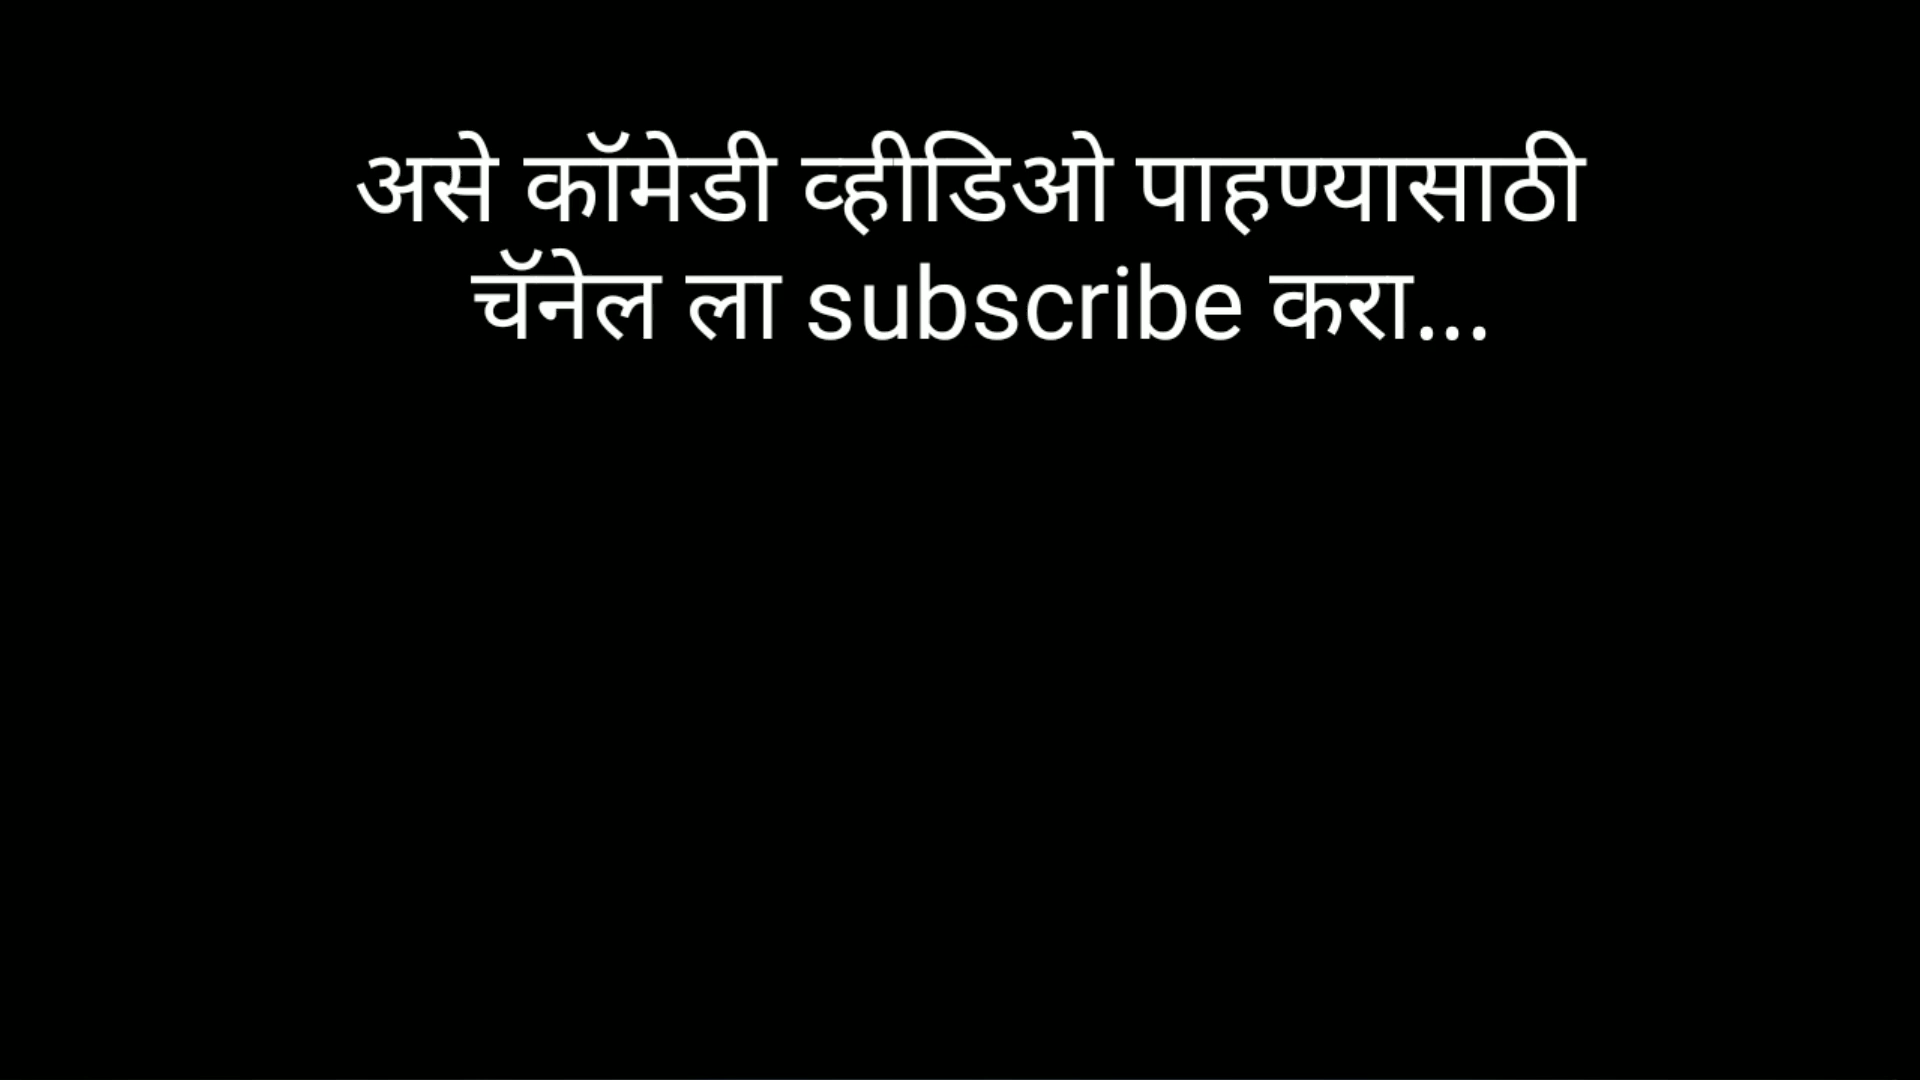 असे कॉमेडी व्हीडिओ पाहण्यासाठी
चॅनेल ला subscribe करा...